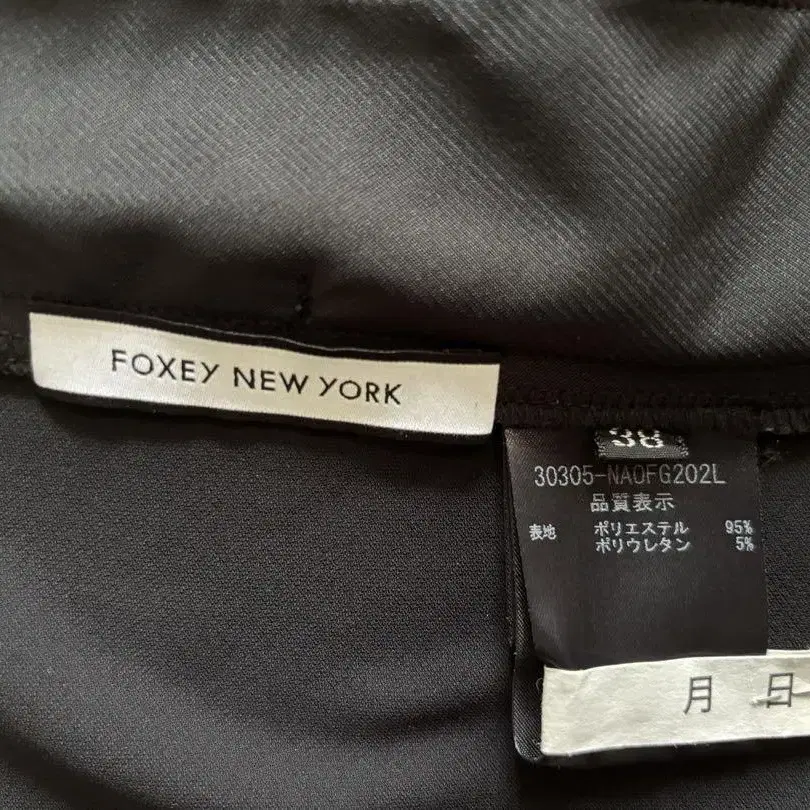 FOXEY NEW YORK
38
30305-NAOFG202L
品質表示
表地 ポリエステル 95%
ポリウレタン 5%
月 日